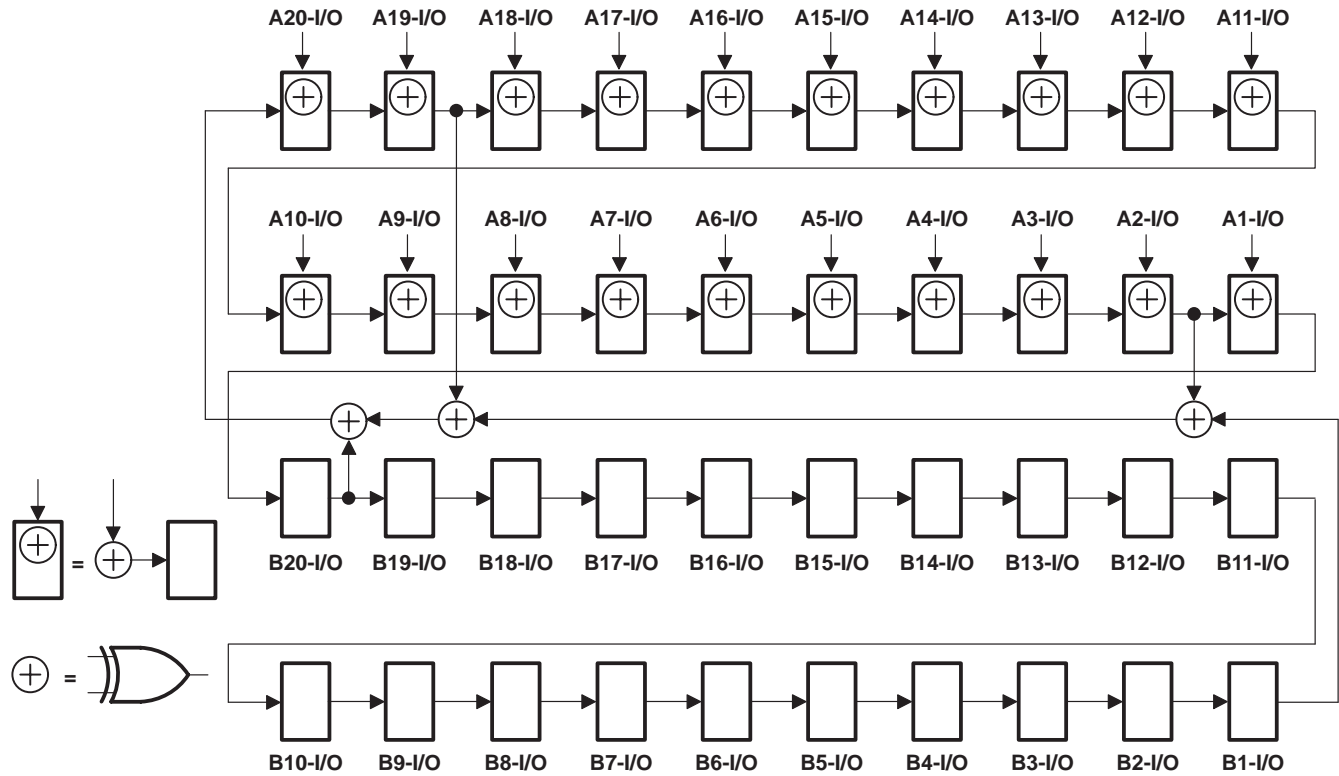 A20-I/O A19-I/O A18-I/O A17-I/O A16-I/O A15-I/O A14-I/O A13-I/O A12-I/O A11-I/O
A10-I/O A9-I/O A8-I/O A7-I/O A6-I/O A5-I/O A4-I/O A3-I/O A2-I/O A1-I/O
=
B20-I/O B19-I/O B18-I/O B17-I/O B16-I/O B15-I/O B14-I/O B13-I/O B12-I/O B11-I/O
=
B10-I/O B9-I/O B8-I/O B7-I/O B6-I/O B5-I/O B4-I/O B3-I/O B2-I/O B1-I/O